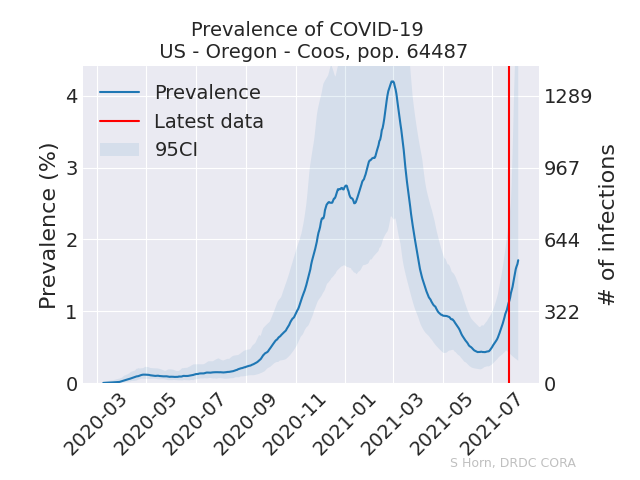 Prevalence of COVID-19
US - Oregon - Coos, pop. 64487
Prevalence
Latest data
95CI
Prevalence (%)
4
3
2
1
0
# of infections
1289
967
644
322
0
2020-03
2020-05
2020-07
2020-09
2020-11
2021-01
2021-03
2021-05
2021-07
S Horn, DRDC CORA